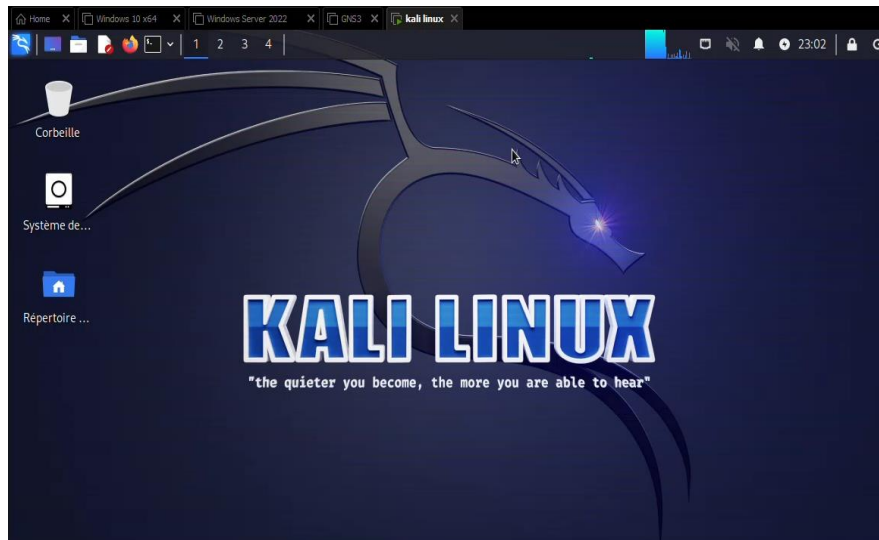 Home X Windows 10 x64 X Windows Server 2022 X GNS3 X kali linux X
1 2 3 4 23:02
Corbeille
Système de...
Répertoire ...
KALI LINUX
"the quieter you become, the more you are able to hear"